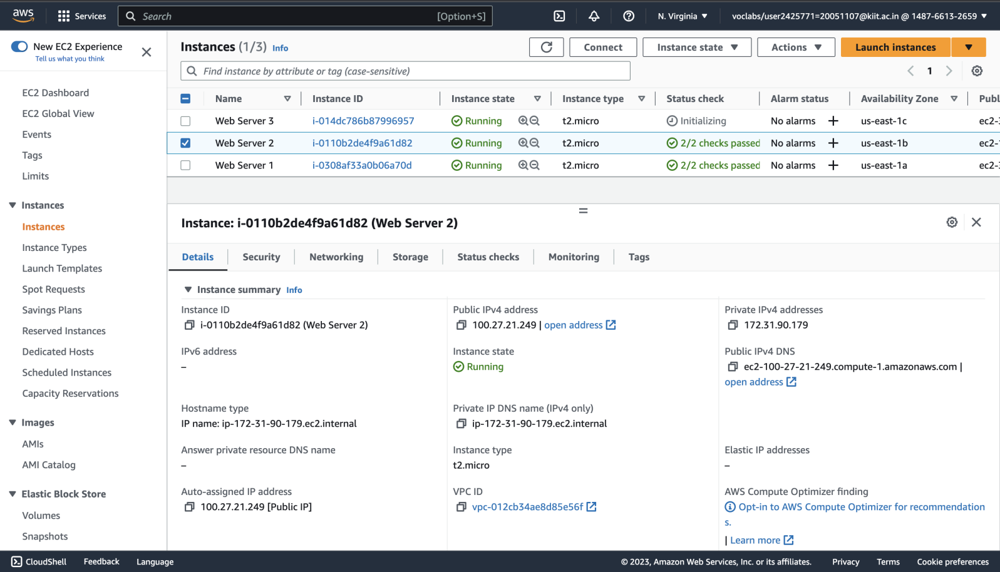 aws
Services
Search [Option+S]
N. Virginia
voclabs/user2425771=20051107@kiit.ac.in @ 1487-6613-2659
New EC2 Experience
Tell us what you think
EC2 Dashboard
EC2 Global View
Events
Tags
Limits
Instances
Instances
Instance Types
Launch Templates
Spot Requests
Savings Plans
Reserved Instances
Dedicated Hosts
Scheduled Instances
Capacity Reservations
Images
AMIs
AMI Catalog
Elastic Block Store
Volumes
Snapshots
Instances (1/3) Info
Connect
Instance state
Actions
Launch instances
Find instance by attribute or tag (case-sensitive)
1
Name Instance ID Instance state Instance type Status check Alarm status Availability Zone Publ
Web Server 3 i-014dc786b87996957 Running t2.micro Initializing No alarms + us-east-1c ec2-3
Web Server 2 i-0110b2de4f9a61d82 Running t2.micro 2/2 checks passed No alarms + us-east-1b ec2-1
Web Server 1 i-0308af33a0b06a70d Running t2.micro 2/2 checks passed No alarms + us-east-1a ec2-3
Instance: i-0110b2de4f9a61d82 (Web Server 2)
Details Security Networking Storage Status checks Monitoring Tags
Instance summary Info
Instance ID
i-0110b2de4f9a61d82 (Web Server 2)
Public IPv4 address
100.27.21.249 | open address
Private IPv4 addresses
172.31.90.179
IPv6 address
–
Instance state
Running
Public IPv4 DNS
ec2-100-27-21-249.compute-1.amazonaws.com |
open address
Hostname type
IP name: ip-172-31-90-179.ec2.internal
Private IP DNS name (IPv4 only)
ip-172-31-90-179.ec2.internal
Answer private resource DNS name
–
Instance type
t2.micro
Elastic IP addresses
–
Auto-assigned IP address
100.27.21.249 [Public IP]
VPC ID
vpc-012cb34ae8d85e56f
AWS Compute Optimizer finding
Opt-in to AWS Compute Optimizer for recommendation
s.
| Learn more
CloudShell Feedback Language
© 2023, Amazon Web Services, Inc. or its affiliates. Privacy Terms Cookie preferences